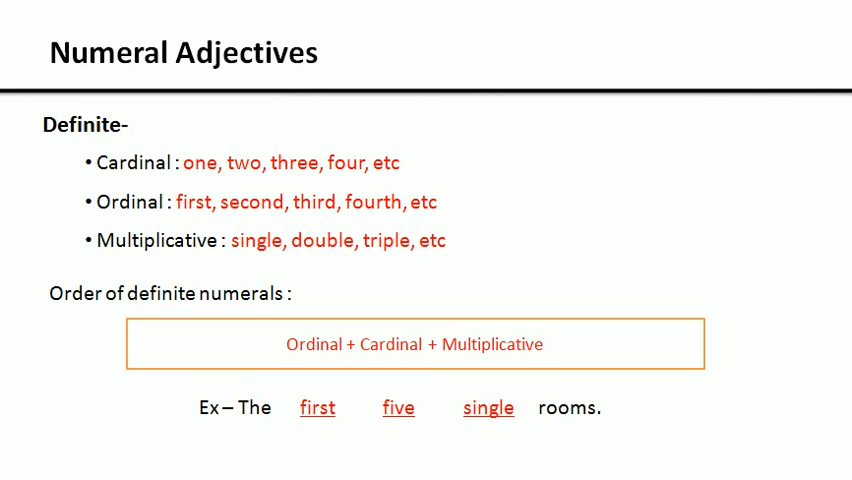 Numeral Adjectives
Definite-
• Cardinal : one, two, three, four, etc
• Ordinal : first, second, third, fourth, etc
• Multiplicative : single, double, triple, etc
Order of definite numerals :
Ordinal + Cardinal + Multiplicative
Ex – The first five single rooms.